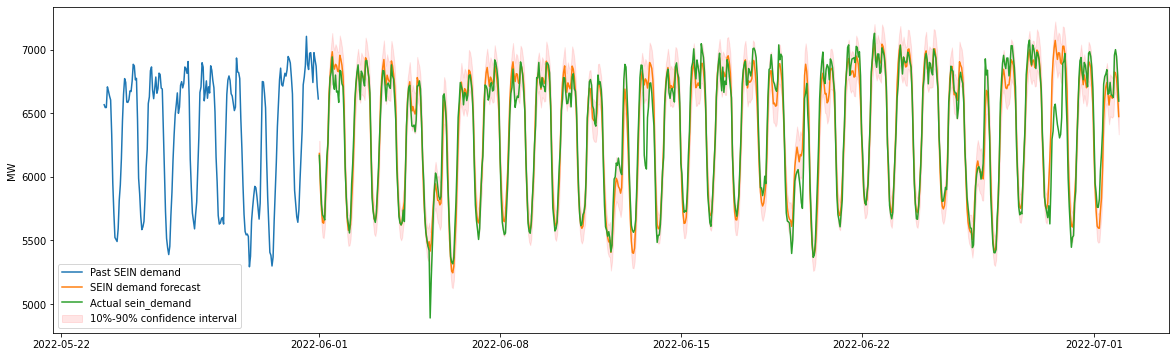 MW
7000
6500
6000
5500
5000
Past SEIN demand
SEIN demand forecast
Actual sein_demand
10%-90% confidence interval
2022-05-22
2022-06-01
2022-06-08
2022-06-15
2022-06-22
2022-07-01